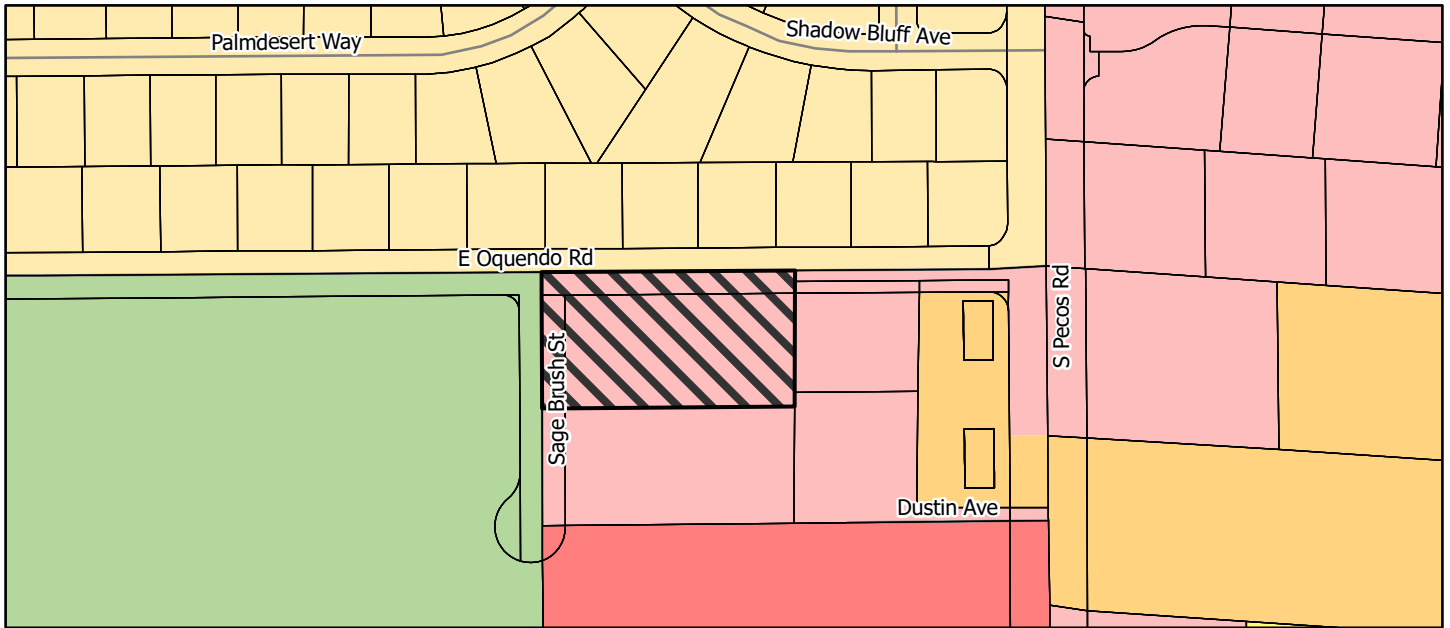 Palmdesert Way
Shadow-Bluff Ave
E Oquendo Rd
S Pecos Rd
Sage Brush St
Dustin Ave